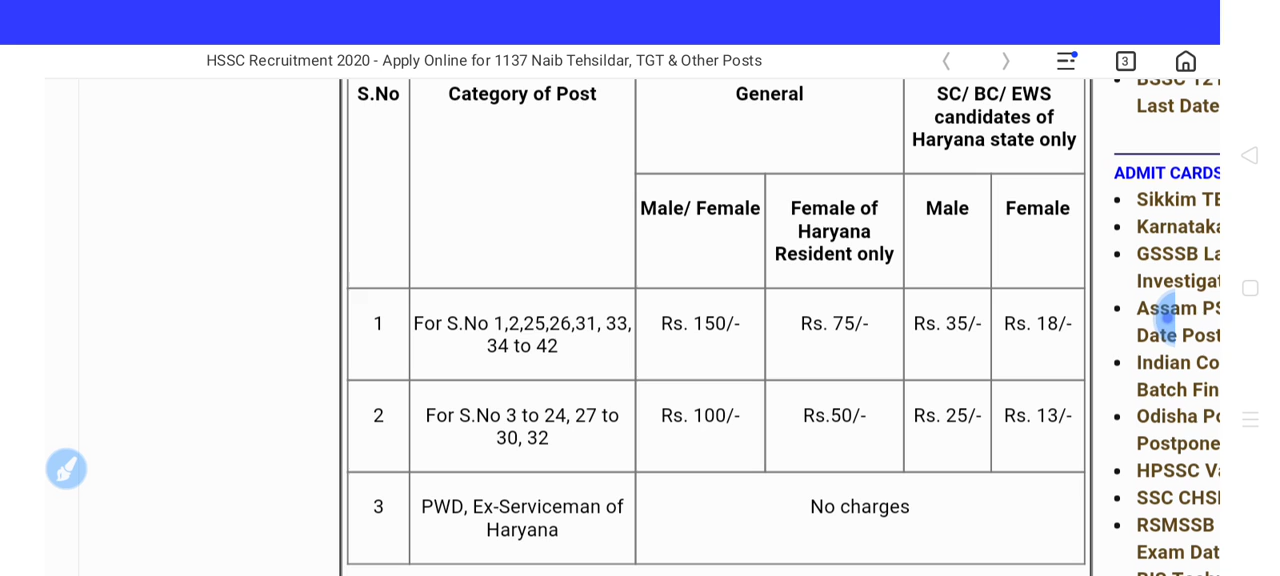 HSSC Recruitment 2020 - Apply Online for 1137 Naib Tehsildar, TGT & Other Posts
3
S.No
Category of Post
General
SC/ BC/ EWS
candidates of
Haryana state only
Male/ Female
Female of
Haryana
Resident only
Male
Female
1
For S.No 1,2,25,26,31, 33,
34 to 42
Rs. 150/-
Rs. 75/-
Rs. 35/-
Rs. 18/-
2
For S.No 3 to 24, 27 to
30, 32
Rs. 100/-
Rs.50/-
Rs. 25/-
Rs. 13/-
3
PWD, Ex-Serviceman of
Haryana
No charges
Last Date
ADMIT CARDS
Sikkim
Karnataka
GSSSB
Assam
Date Post
Indian
Batch
Odisha
Postpone
HPSSC
SSC
RSMSSB
Exam